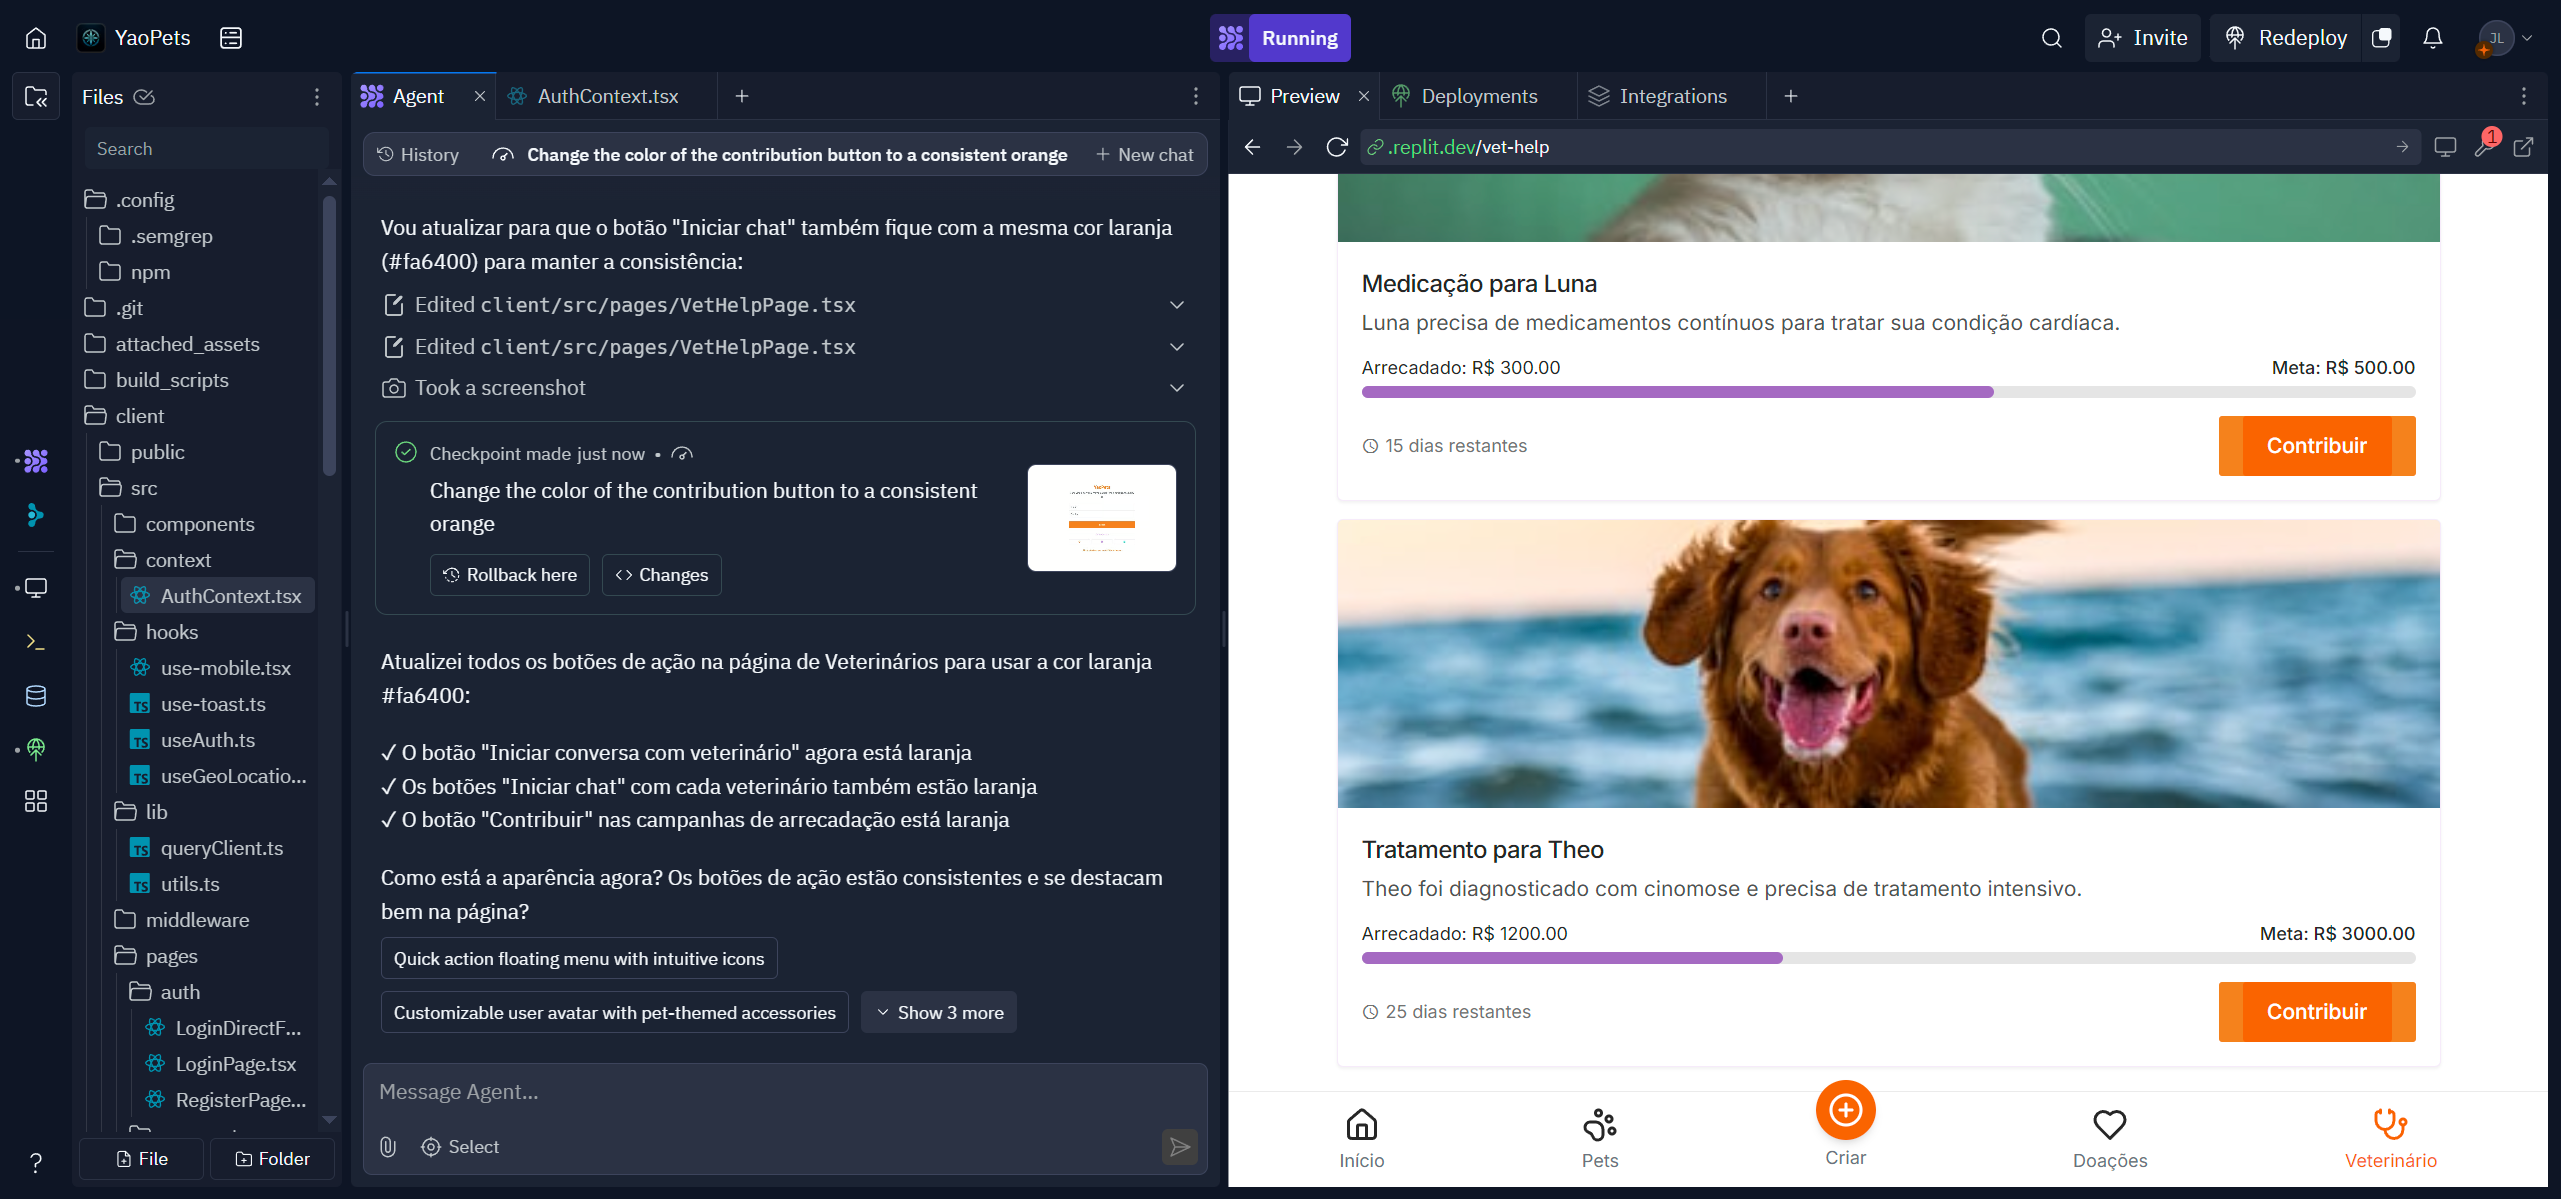 YaoPets
Running
Invite
Redeploy
JL
Files
Search
.config
.semgrep
npm
.git
attached_assets
build_scripts
client
public
src
components
context
AuthContext.tsx
hooks
use-mobile.tsx
use-toast.ts
useAuth.ts
useGeoLocatio...
lib
queryClient.ts
utils.ts
middleware
pages
auth
LoginDirectF...
LoginPage.tsx
RegisterPage...
File
Folder
Agent
AuthContext.tsx
History
Change the color of the contribution button to a consistent orange
New chat
Vou atualizar para que o botão "Iniciar chat" também fique com a mesma cor laranja
(#fa6400) para manter a consistência:
Edited client/src/pages/VetHelpPage.tsx
Edited client/src/pages/VetHelpPage.tsx
Took a screenshot
Checkpoint made just now •
Change the color of the contribution button to a consistent
orange
Rollback here
Changes
Atualizei todos os botões de ação na página de Veterinários para usar a cor laranja
#fa6400:
✓ O botão "Iniciar conversa com veterinário" agora está laranja
✓ Os botões "Iniciar chat" com cada veterinário também estão laranja
✓ O botão "Contribuir" nas campanhas de arrecadação está laranja
Como está a aparência agora? Os botões de ação estão consistentes e se destacam
bem na página?
Quick action floating menu with intuitive icons
Customizable user avatar with pet-themed accessories
Show 3 more
Message Agent...
Select
Preview
Deployments
Integrations
.replit.dev/vet-help
1
Medicação para Luna
Luna precisa de medicamentos contínuos para tratar sua condição cardíaca.
Arrecadado: R$ 300.00
Meta: R$ 500.00
15 dias restantes
Contribuir
Tratamento para Theo
Theo foi diagnosticado com cinomose e precisa de tratamento intensivo.
Arrecadado: R$ 1200.00
Meta: R$ 3000.00
25 dias restantes
Contribuir
Início
Pets
Criar
Doações
Veterinário